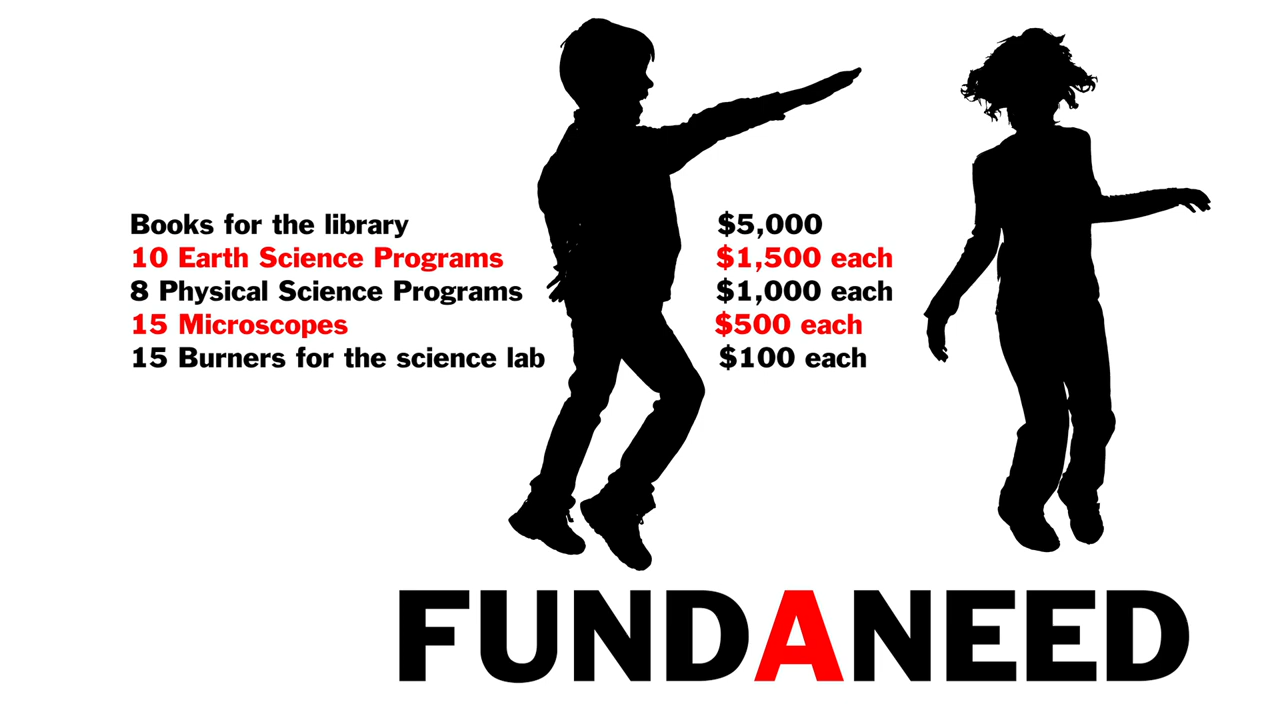 Books for the library $5,000
10 Earth Science Programs $1,500 each
8 Physical Science Programs $1,000 each
15 Microscopes $500 each
15 Burners for the science lab $100 each
FUNDANEED